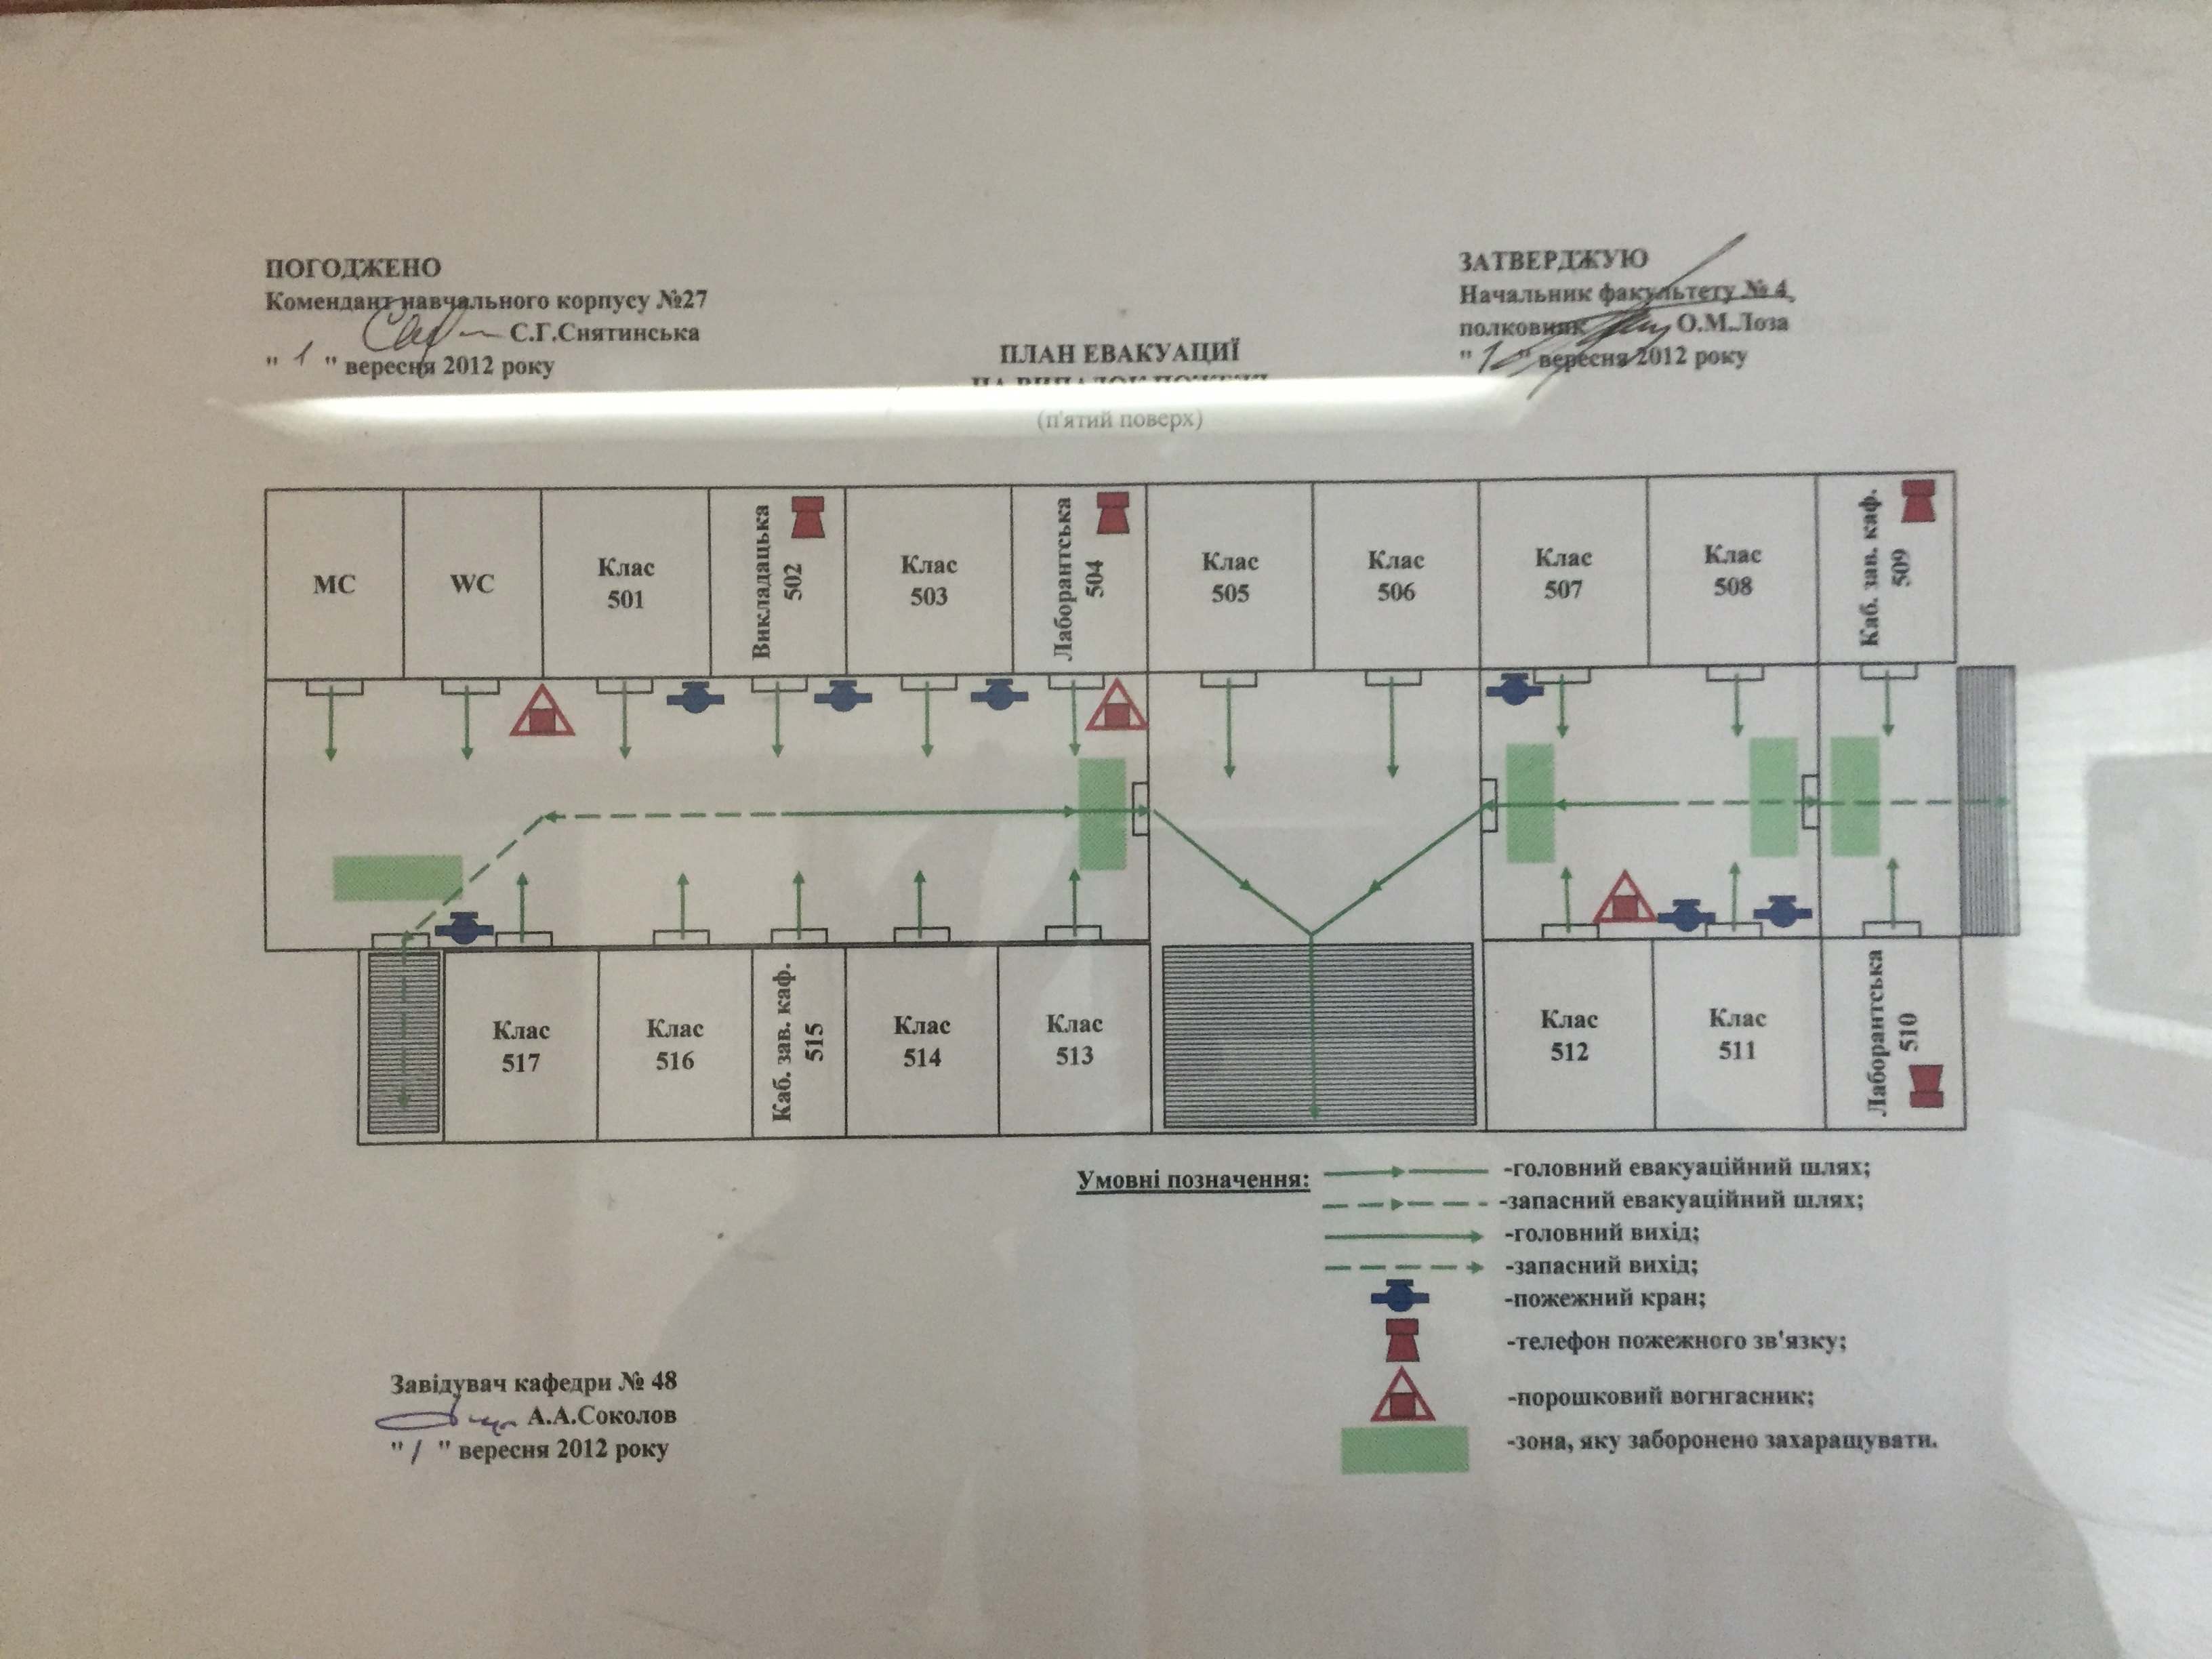 ПОГОДЖЕНО
Комендант навчального корпусу №27
С.Г.Снятинська
" 1 " вересня 2012 року
ЗАТВЕРДЖУЮ
Начальник факультету № 4
полковник О.М.Лоза
" 1 " вересня 2012 року
ПЛАН ЕВАКУАЦИЇ
НА ВИПАДОК ПОЖЕЖІ
(п'ятий поверх)
МС
WC
Клас
501
Викладацька
502
Клас
503
Лаборантська
504
Клас
505
Клас
506
Клас
507
Клас
508
Каб. зав. каф.
509
Клас
517
Клас
516
Каб. зав. каф.
515
Клас
514
Клас
513
Клас
512
Клас
511
Лаборантська
510
Умовні позначення:
-головний евакуаційний шлях;
-запасний евакуаційний шлях;
-головний вихід;
-запасний вихід;
-пожежний кран;
-телефон пожежного зв'язку;
-порошковий вогнгасник;
-зона, яку заборонено захаращувати.
Завідувач кафедри № 48
А.А.Соколов
" 1 " вересня 2012 року